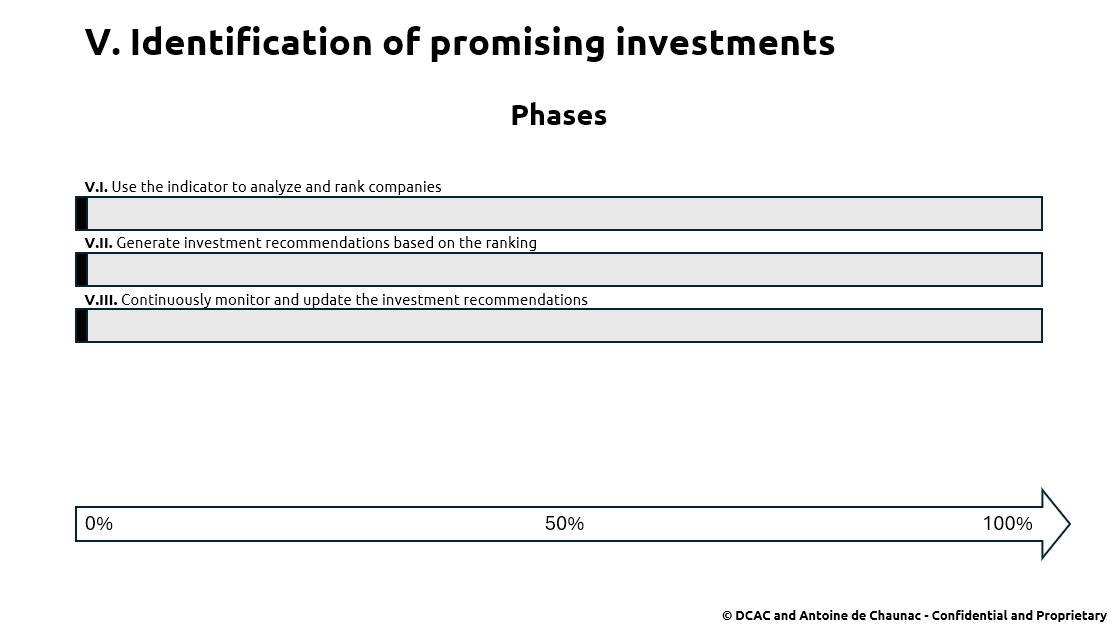 V. Identification of promising investments
Phases
V.I. Use the indicator to analyze and rank companies
V.II. Generate investment recommendations based on the ranking
V.III. Continuously monitor and update the investment recommendations
0% 50% 100%
© DCAC and Antoine de Chaunac - Confidential and Proprietary